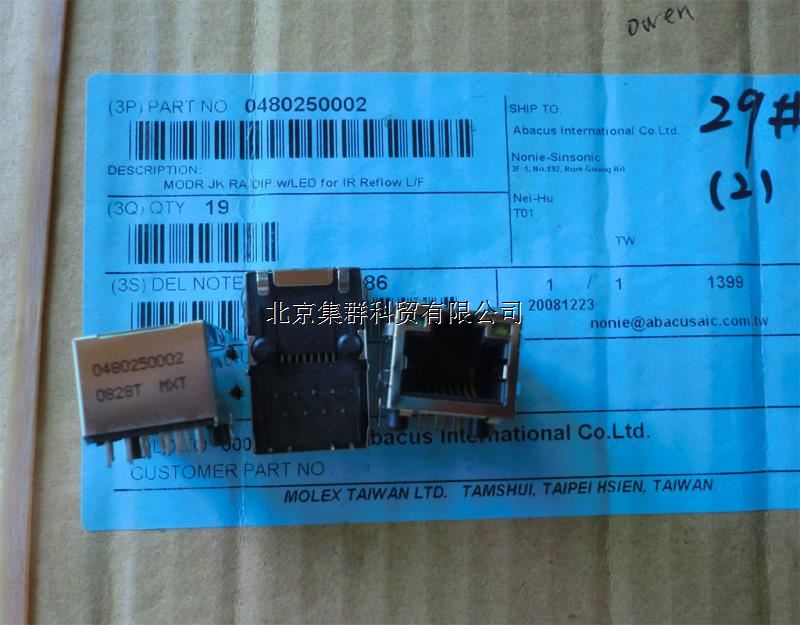 owen
(3P) PART NO 0480250002
DESCRIPTION:
MODR JK RA DIP w/LED for IR Reflow L/F
(3Q) QTY 19
(3S) DEL NOTE
86
SHIP TO:
Abacus International Co.Ltd.
Nonie-Sinsonic
Nei-Hu
T01
TW
29#
(2)
1 / 1
1399
20081223
nonie@abacusaic.com.tw
北京集群科贸有限公司
0480250002
0828T MXT
Abacus International Co.Ltd.
CUSTOMER PART NO.
MOLEX TAIWAN LTD. TAMSHUI, TAIPEI HSIEN, TAIWAN